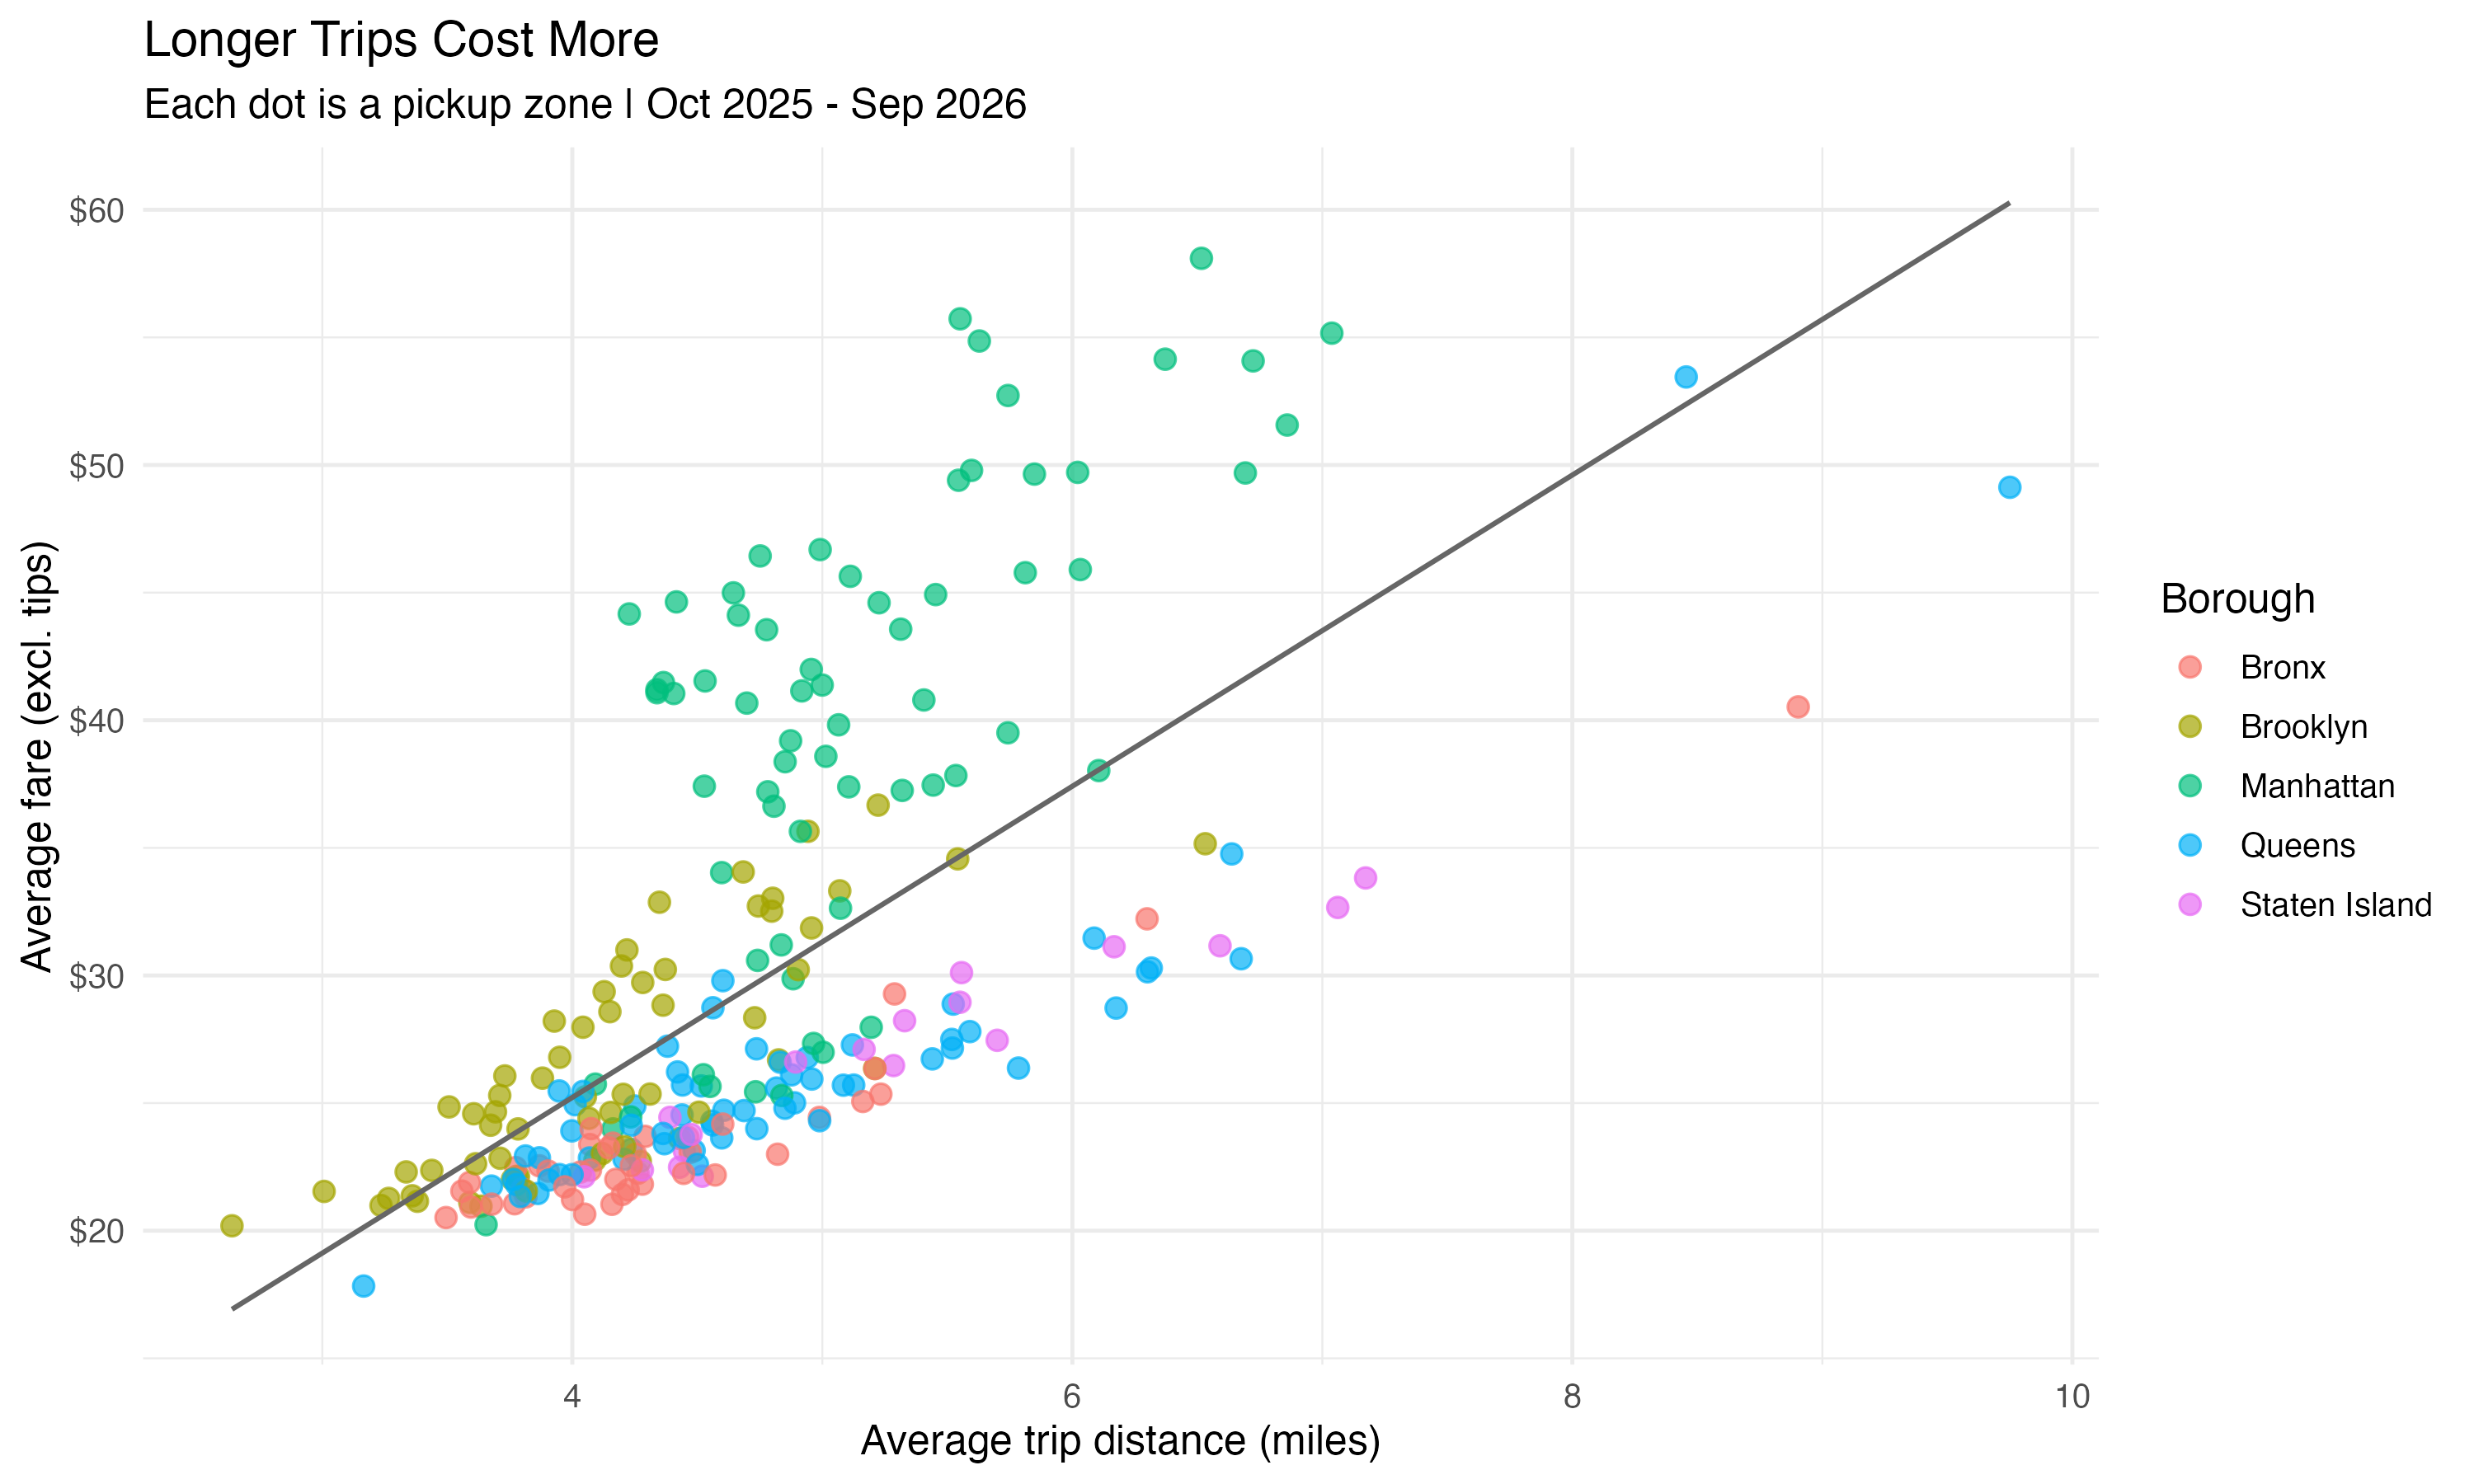 Longer Trips Cost More
Each dot is a pickup zone | Oct 2025 - Sep 2026
Average fare (excl. tips)
$60
$50
$40
$30
$20
4 6 8 10
Average trip distance (miles)
Borough
Bronx
Brooklyn
Manhattan
Queens
Staten Island